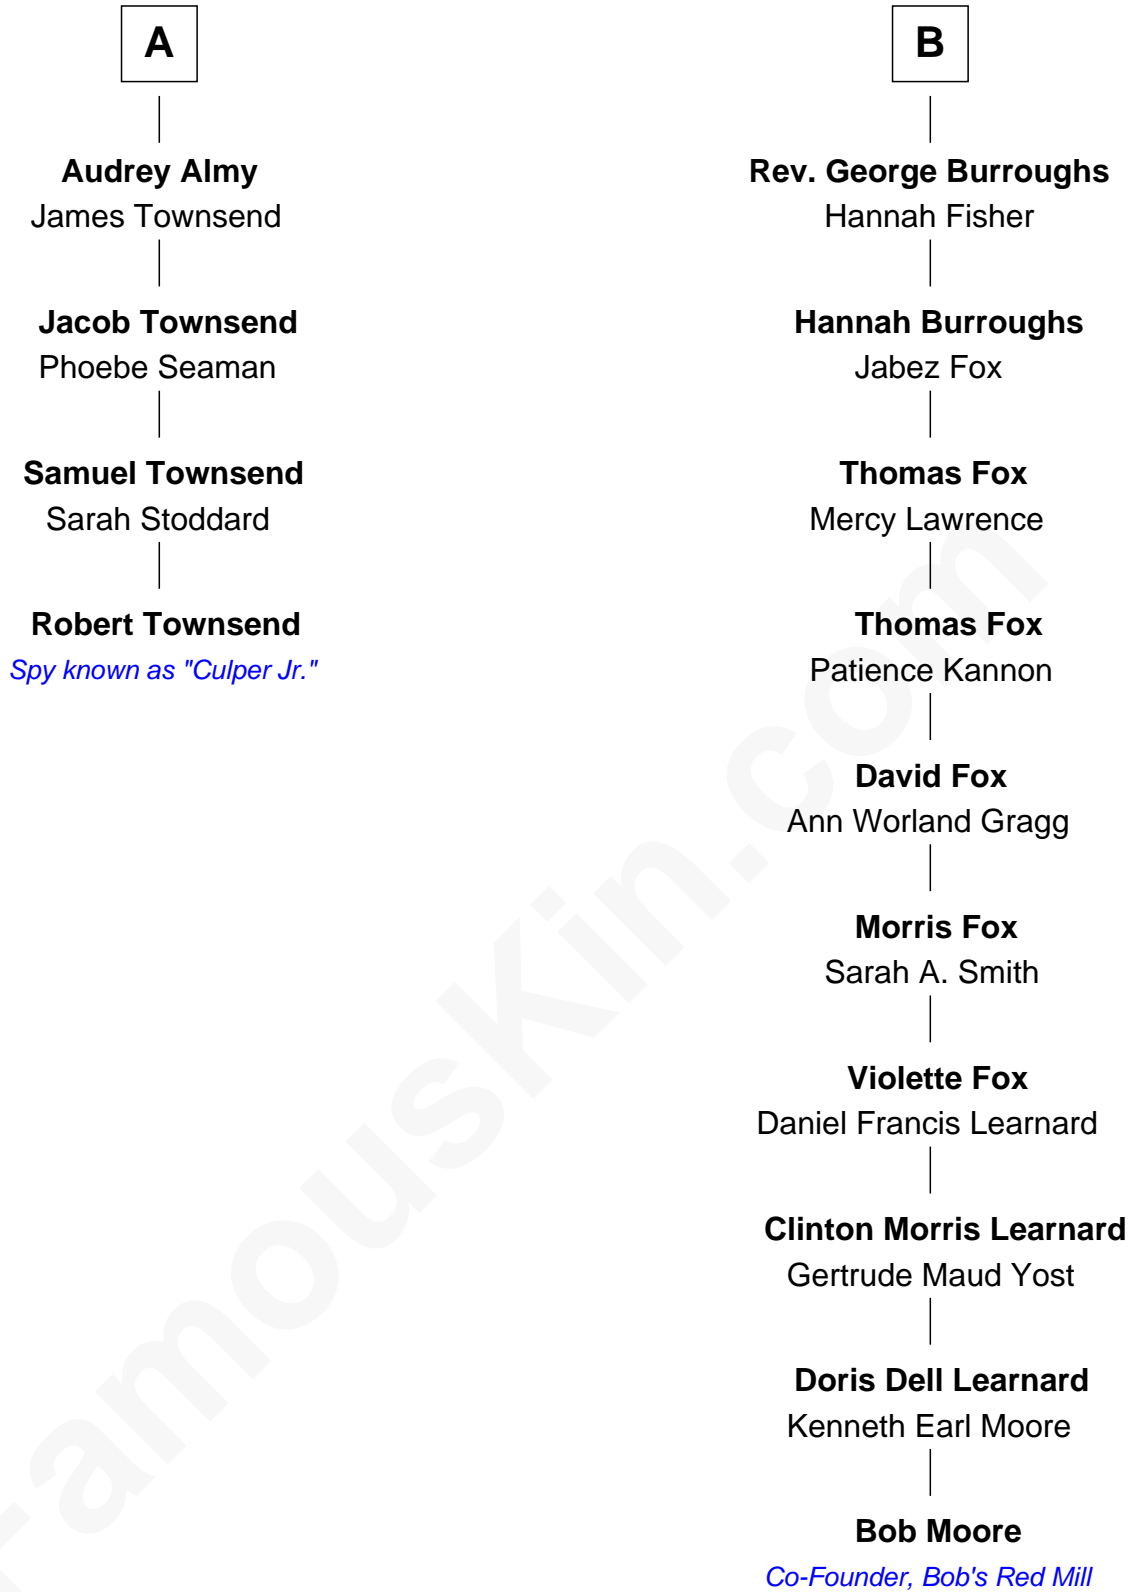 A
Audrey Almy
James Townsend
Jacob Townsend
Phoebe Seaman
Samuel Townsend
Sarah Stoddard
Robert Townsend
Spy known as "Culper Jr."
B
Rev. George Burroughs
Hannah Fisher
Hannah Burroughs
Jabez Fox
Thomas Fox
Mercy Lawrence
Thomas Fox
Patience Kannon
David Fox
Ann Worland Gragg
Morris Fox
Sarah A. Smith
Violette Fox
Daniel Francis Learnard
Clinton Morris Learnard
Gertrude Maud Yost
Doris Dell Learnard
Kenneth Earl Moore
Bob Moore
Co-Founder, Bob's Red Mill
FamousKin.com